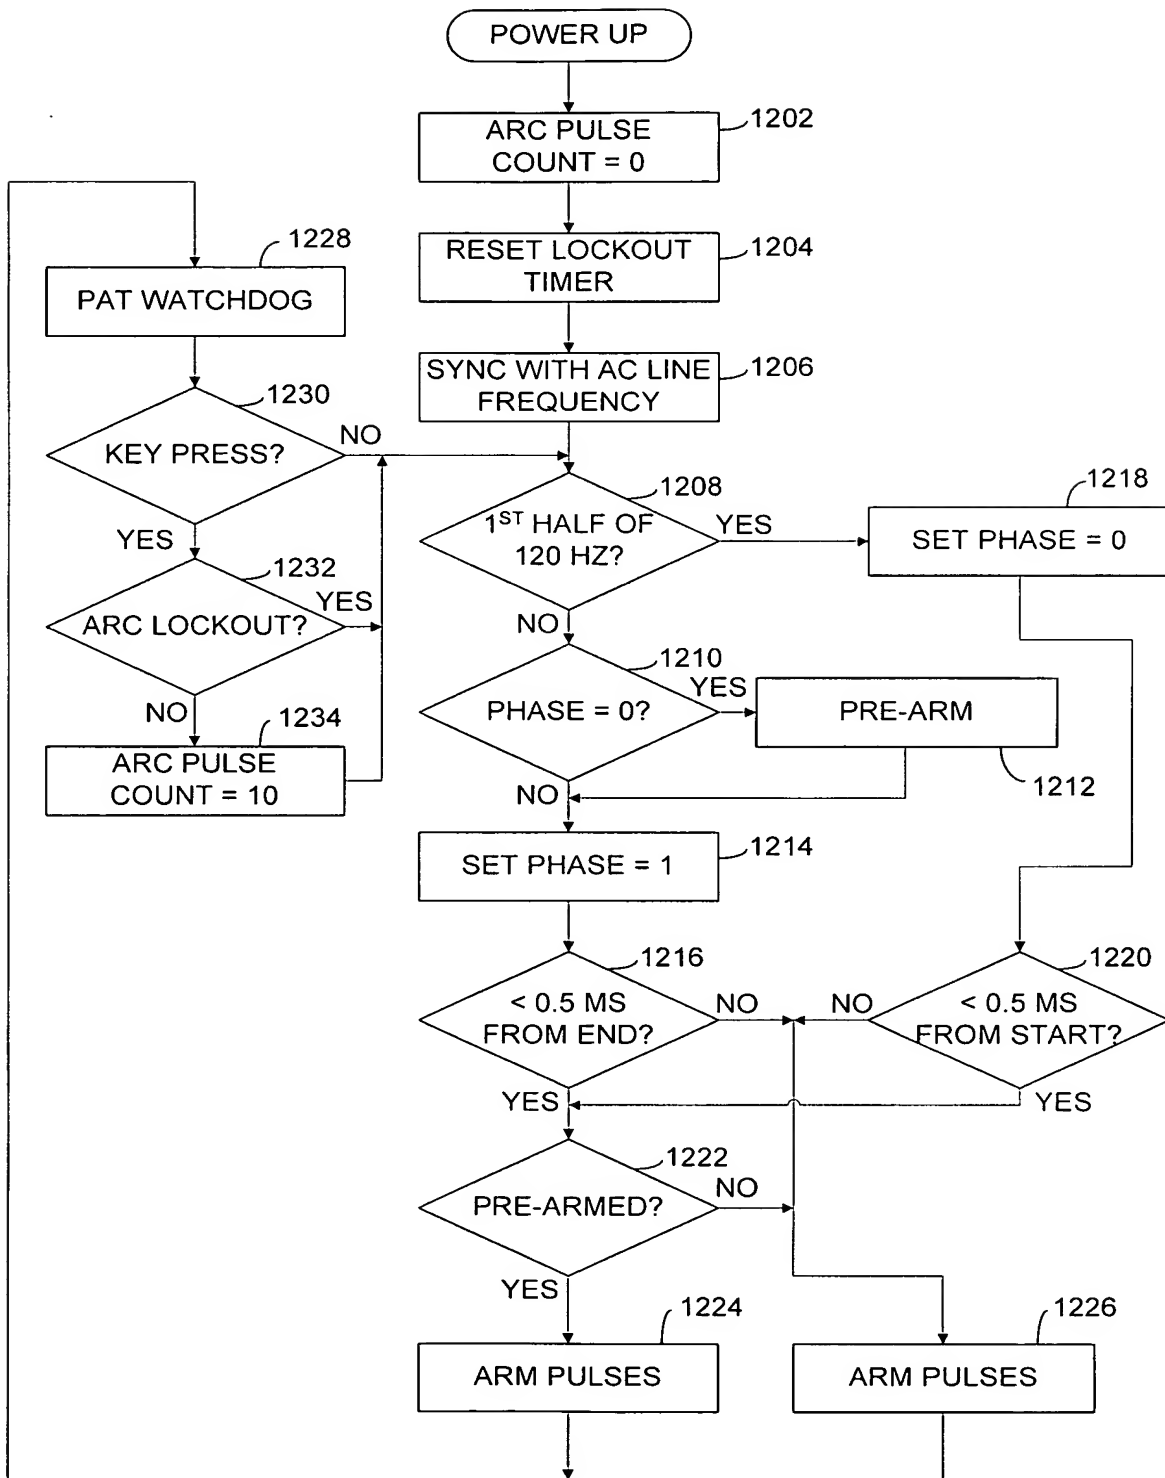 POWER UP
ARC PULSE
COUNT = 0
1202
RESET LOCKOUT
TIMER
1204
SYNC WITH AC LINE
FREQUENCY
1206
1228
PAT WATCHDOG
1230
KEY PRESS?
NO
YES
1232
ARC LOCKOUT?
YES
NO
1234
ARC PULSE
COUNT = 10
1208
1ST HALF OF
120 HZ?
YES
NO
1218
SET PHASE = 0
1210
PHASE = 0?
YES
NO
PRE-ARM
1212
SET PHASE = 1
1214
1216
< 0.5 MS
FROM END?
NO
YES
1220
< 0.5 MS
FROM START?
NO
YES
1222
PRE-ARMED?
NO
YES
1224
ARM PULSES
1226
ARM PULSES